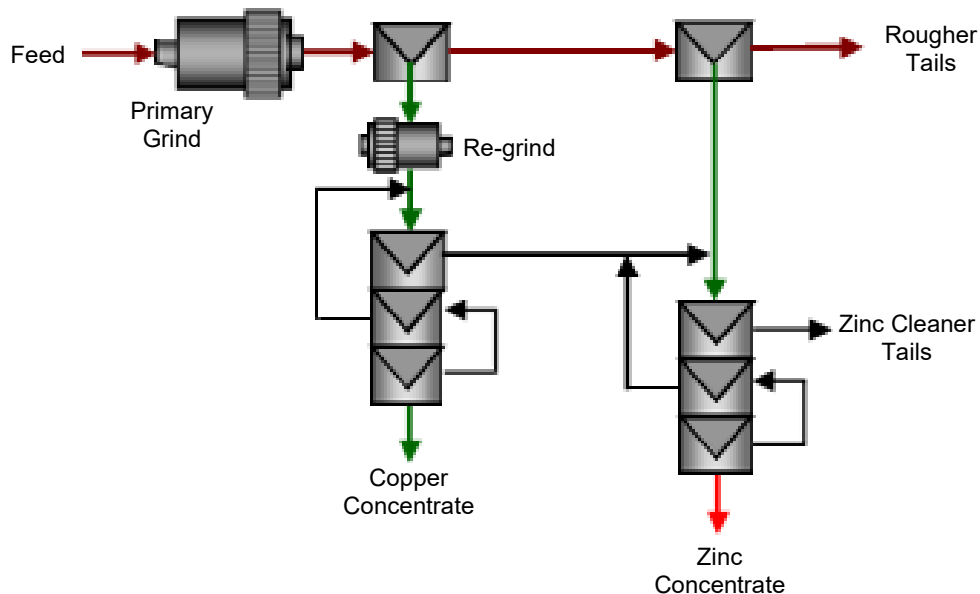 Feed
Primary
Grind
Rougher
Tails
Re-grind
Zinc Cleaner
Tails
Copper
Concentrate
Zinc
Concentrate